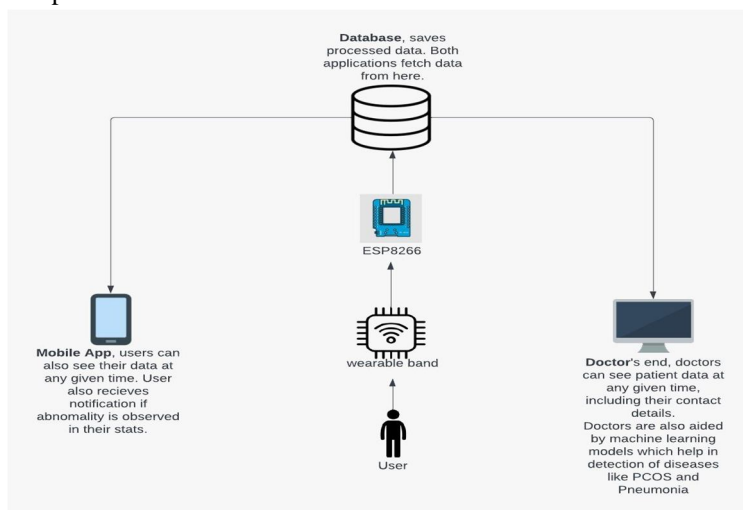 Database, saves
processed data. Both
applications fetch data
from here.
ESP8266
wearable band
User
Mobile App, users can
also see their data at
any given time. User
also recieves
notification if
abnomality is observed
in their stats.
Doctor's end, doctors
can see patient data at
any given time,
including their contact
details.
Doctors are also aided
by machine learning
models which help in
detection of diseases
like PCOS and
Pneumonia